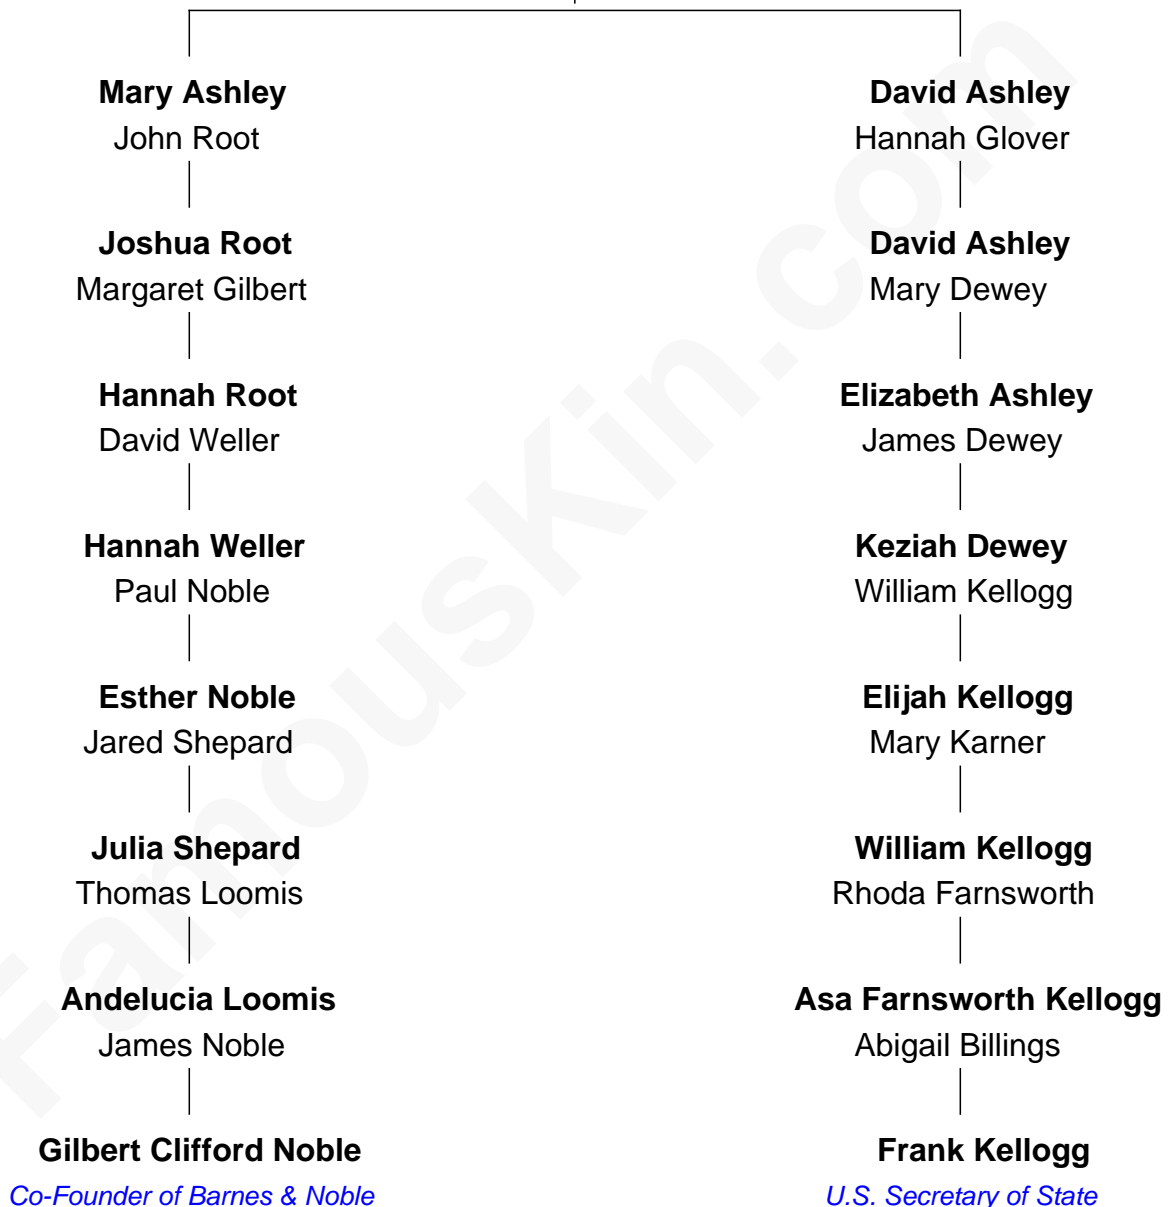 Mary Ashley
John Root
David Ashley
Hannah Glover
Joshua Root
Margaret Gilbert
David Ashley
Mary Dewey
Hannah Root
David Weller
Elizabeth Ashley
James Dewey
Hannah Weller
Paul Noble
Keziah Dewey
William Kellogg
Esther Noble
Jared Shepard
Elijah Kellogg
Mary Karner
Julia Shepard
Thomas Loomis
William Kellogg
Rhoda Farnsworth
Andelucia Loomis
James Noble
Asa Farnsworth Kellogg
Abigail Billings
Gilbert Clifford Noble
Co-Founder of Barnes & Noble
Frank Kellogg
U.S. Secretary of State
FamousKin.com